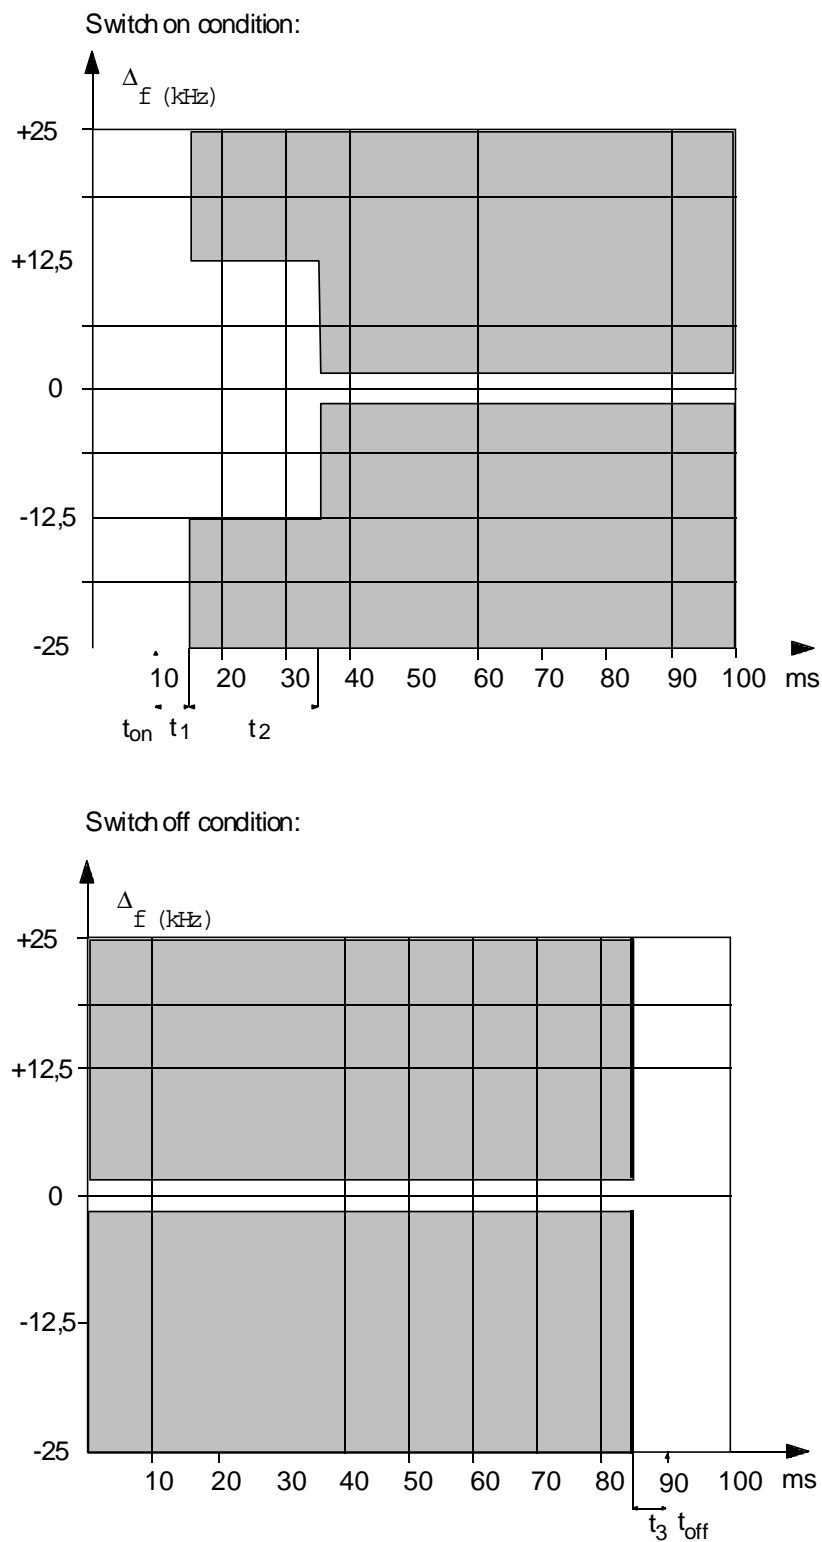 Switch on condition:
Δf (kHz)
+25
+12,5
0
-12,5
-25
10 20 30 40 50 60 70 80 90 100 ms
ton t1 t2
Switch off condition:
Δf (kHz)
+25
+12,5
0
-12,5
-25
10 20 30 40 50 60 70 80 90 100 ms
t3 toff